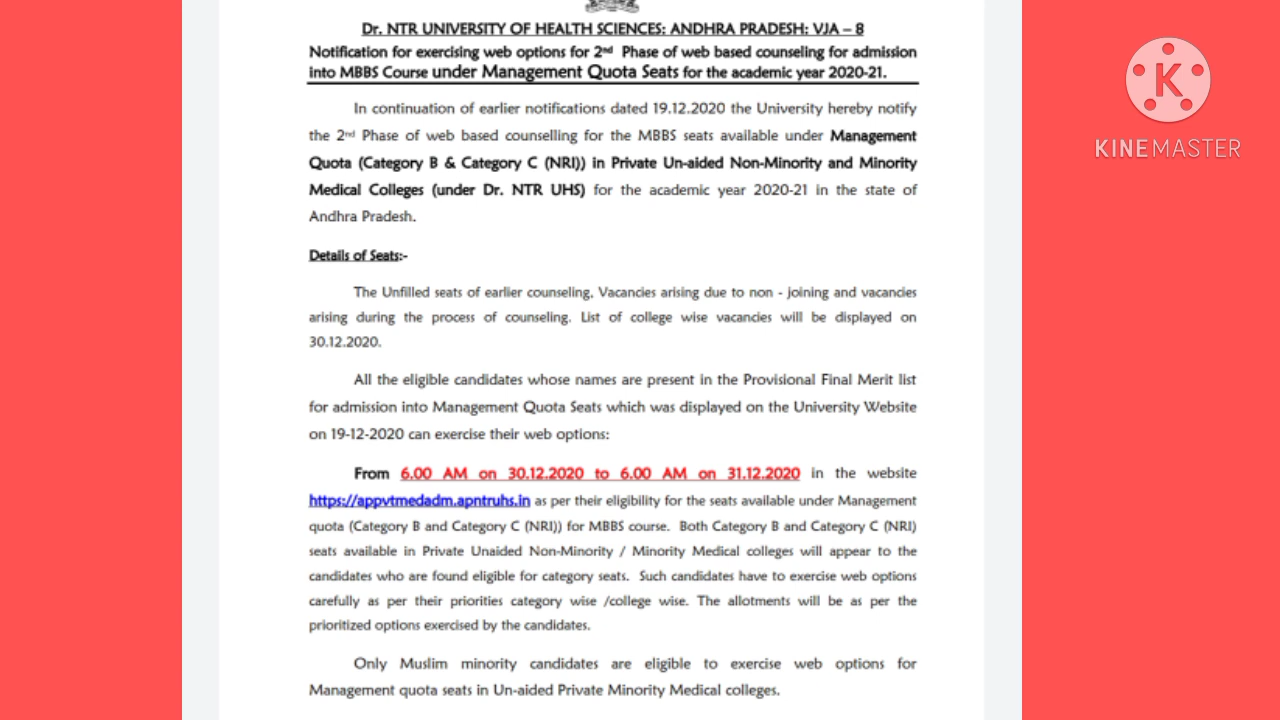 Dr. NTR UNIVERSITY OF HEALTH SCIENCES: ANDHRA PRADESH: VJA – 8
Notification for exercising web options for 2nd Phase of web based counseling for admission
into MBBS Course under Management Quota Seats for the academic year 2020-21.
In continuation of earlier notifications dated 19.12.2020 the University hereby notify
the 2nd Phase of web based counselling for the MBBS seats available under Management
Quota (Category B & Category C (NRI)) in Private Un-aided Non-Minority and Minority
Medical Colleges (under Dr. NTR UHS) for the academic year 2020-21 in the state of
Andhra Pradesh.
Details of Seats:-
The Unfilled seats of earlier counseling, Vacancies arising due to non - joining and vacancies
arising during the process of counseling. List of college wise vacancies will be displayed on
30.12.2020.
All the eligible candidates whose names are present in the Provisional Final Merit list
for admission into Management Quota Seats which was displayed on the University Website
on 19-12-2020 can exercise their web options:
From 6.00 AM on 30.12.2020 to 6.00 AM on 31.12.2020 in the website
https://appvtmedadm.apntruhs.in as per their eligibility for the seats available under Management
quota (Category B and Category C (NRI)) for MBBS course. Both Category B and Category C (NRI)
seats available in Private Unaided Non-Minority / Minority Medical colleges will appear to the
candidates who are found eligible for category seats. Such candidates have to exercise web options
carefully as per their priorities category wise /college wise. The allotments will be as per the
prioritized options exercised by the candidates.
Only Muslim minority candidates are eligible to exercise web options for
Management quota seats in Un-aided Private Minority Medical colleges.
K
KINEMASTER